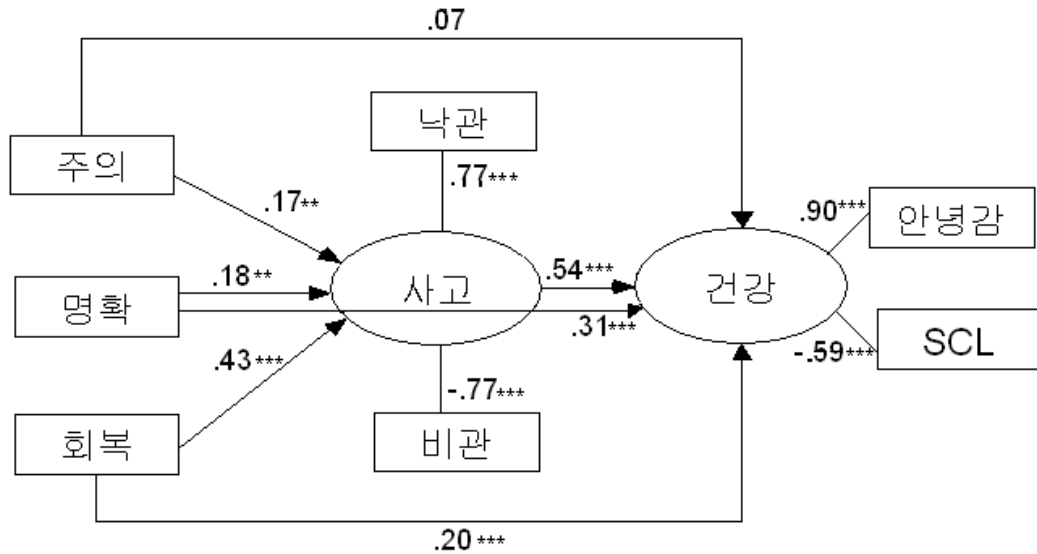 .07
낙관
주의
.77***
.17**
.90***
안녕감
.18**
사고
.54***
건강
명확
.31***
SCL
.43***
-.59***
-.77***
회복
비관
.20***